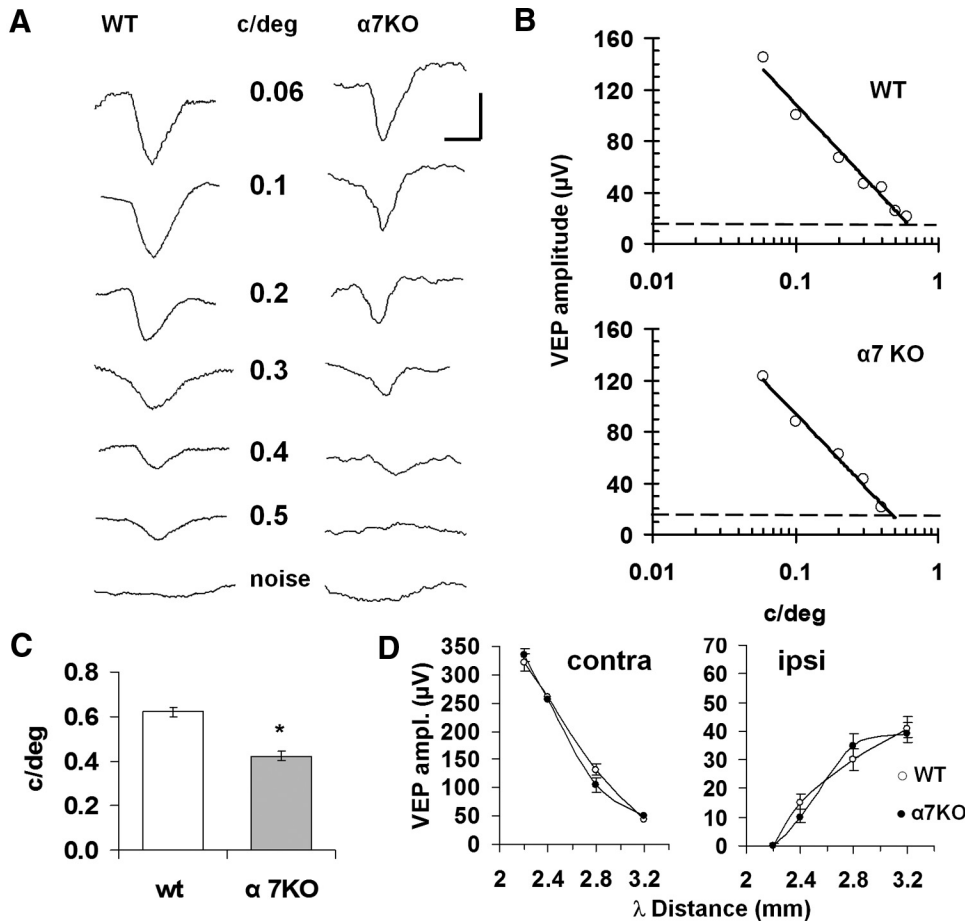 A
WT c/deg α7KO
0.06
0.1
0.2
0.3
0.4
0.5
noise
B
VEP amplitude (µV)
160
120
80
40
0
WT
0.01 0.1 1
160
120
80
40
0
α7 KO
0.01 0.1 1
c/deg
C
c/deg
0.8
0.6
0.4
0.2
0.0
*
wt α 7KO
D
VEP ampl. (µV)
350
300
250
200
150
100
50
0
contra
2 2.4 2.8 3.2
70
60
50
40
30
20
10
0
ipsi
WT
α7KO
2 2.4 2.8 3.2
λ Distance (mm)